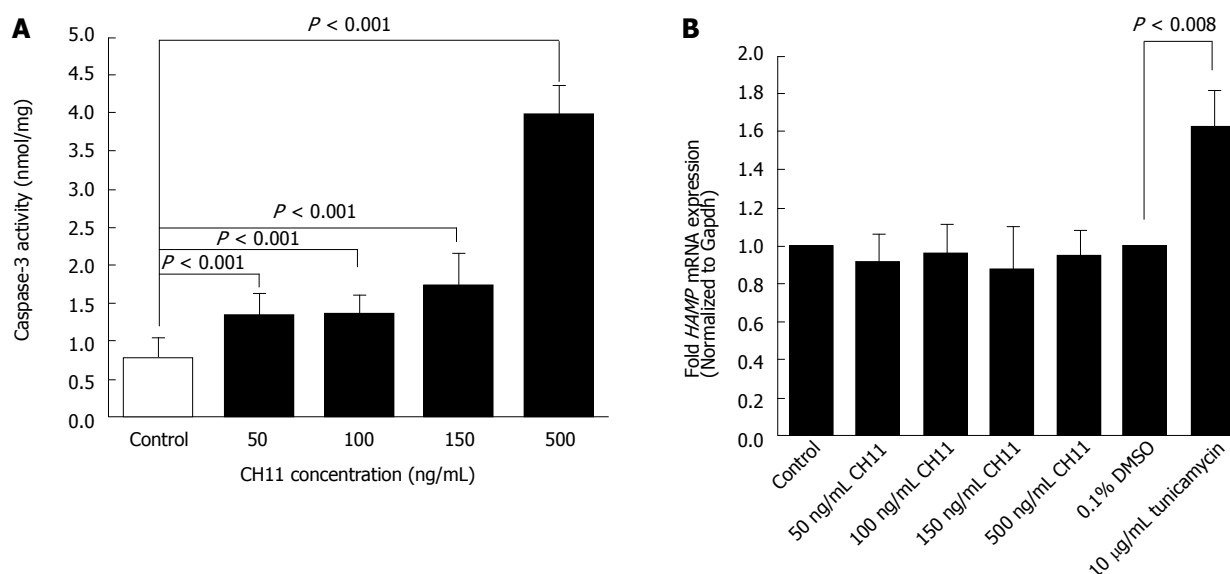 A
P < 0.001
5.0
4.5
4.0
3.5
3.0
2.5
2.0
1.5
1.0
0.5
0.0
Caspase-3 activity (nmol/mg)
P < 0.001
P < 0.001
P < 0.001
Control
50
100
150
500
CH11 concentration (ng/mL)
B
P < 0.008
2.0
1.8
1.6
1.4
1.2
1.0
0.8
0.6
0.4
0.2
0.0
Fold HAMP mRNA expression
(Normalized to Gapdh)
Control
50 ng/mL CH11
100 ng/mL CH11
150 ng/mL CH11
500 ng/mL CH11
0.1% DMSO
10 μg/mL tunicamycin